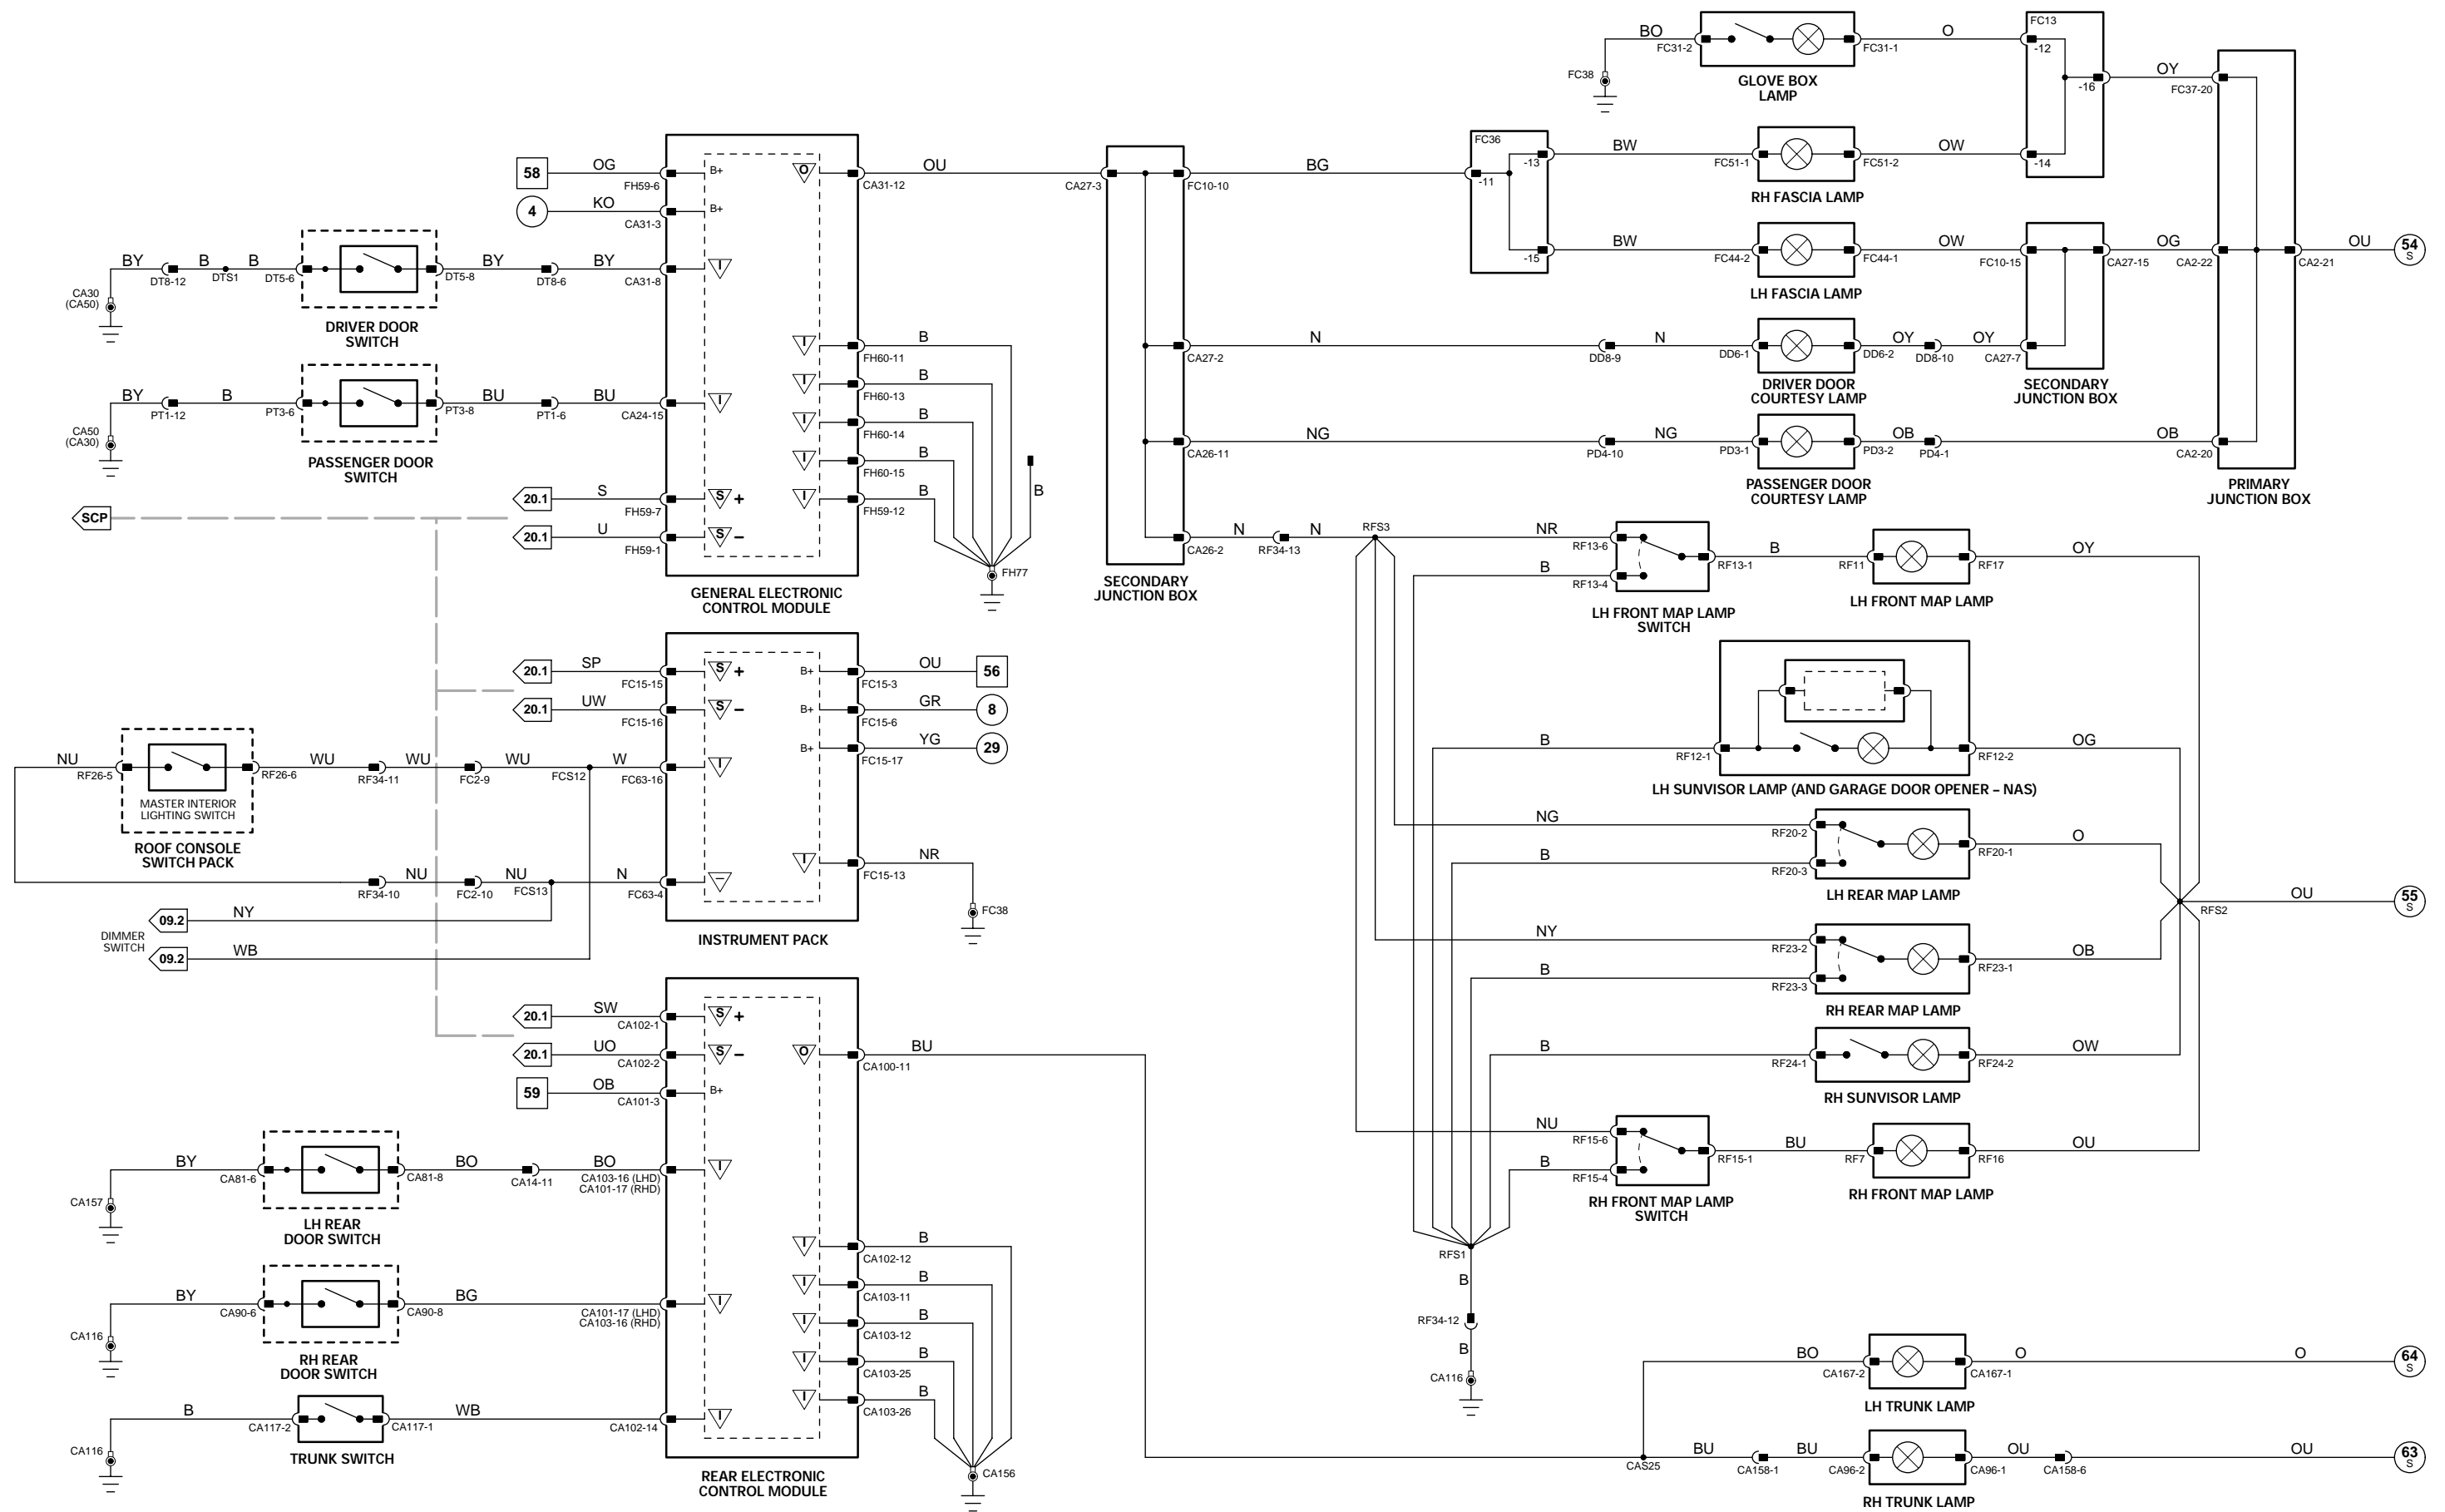 BO
FC31-2
FC31-1
O
FC38
GLOVE BOX
LAMP
FC13
-12
-16
-14
OY
FC37-20
58
OG
FH59-6
B+
O
CA31-12
OU
CA27-3
FC10-10
BG
FC36
-11
-13
-15
BW
FC51-1
FC51-2
OW
RH FASCIA LAMP
4
KO
CA31-3
B+
BY
DT8-12
B
DTS1
B
DT5-6
DT5-8
BY
DT8-6
BY
CA31-8
I
CA30
(CA50)
DRIVER DOOR
SWITCH
BW
FC44-2
FC44-1
OW
FC10-15
CA27-15
OG
CA2-22
CA2-21
OU
54
S
LH FASCIA LAMP
I
B
FH60-11
CA27-2
N
DD8-9
N
DD6-1
DD6-2
OY
DD8-10
OY
CA27-7
DRIVER DOOR
COURTESY LAMP
SECONDARY
JUNCTION BOX
I
B
FH60-13
BY
PT1-12
B
PT3-6
PT3-8
BU
PT1-6
BU
CA24-15
I
CA50
(CA30)
PASSENGER DOOR
SWITCH
I
B
FH60-14
I
B
FH60-15
CA26-11
NG
PD4-10
NG
PD3-1
PD3-2
OB
PD4-1
OB
CA2-20
PASSENGER DOOR
COURTESY LAMP
PRIMARY
JUNCTION BOX
SCP
20.1
S
FH59-7
S +
I
B
FH59-12
B
20.1
U
FH59-1
S –
FH77
GENERAL ELECTRONIC
CONTROL MODULE
SECONDARY
JUNCTION BOX
CA26-2
N
RF34-13
N
RFS3
NR
RF13-6
B
RF13-4
RF13-1
B
RF11
RF17
OY
LH FRONT MAP LAMP
SWITCH
LH FRONT MAP LAMP
20.1
SP
FC15-15
S +
B+
FC15-3
OU
56
20.1
UW
FC15-16
S –
B+
FC15-6
GR
8
B+
FC15-17
YG
29
NU
RF26-5
RF26-6
WU
RF34-11
WU
FC2-9
WU
FCS12
W
FC63-16
I
MASTER INTERIOR
LIGHTING SWITCH
ROOF CONSOLE
SWITCH PACK
RF34-10
NU
FC2-10
NU
FCS13
N
FC63-4
–
I
FC15-13
NR
FC38
09.2
NY
DIMMER
SWITCH
09.2
WB
INSTRUMENT PACK
B
RF12-1
RF12-2
OG
LH SUNVISOR LAMP (AND GARAGE DOOR OPENER – NAS)
NG
RF20-2
B
RF20-3
RF20-1
O
LH REAR MAP LAMP
RFS2
OU
55
S
NY
RF23-2
B
RF23-3
RF23-1
OB
RH REAR MAP LAMP
20.1
SW
CA102-1
S +
20.1
UO
CA102-2
S –
O
CA100-11
BU
59
OB
CA101-3
B+
B
RF24-1
RF24-2
OW
RH SUNVISOR LAMP
NU
RF15-6
B
RF15-4
RF15-1
BU
RF7
RF16
OU
RH FRONT MAP LAMP
SWITCH
RH FRONT MAP LAMP
BY
CA81-6
CA81-8
BO
CA14-11
BO
CA103-16 (LHD)
CA101-17 (RHD)
I
CA157
LH REAR
DOOR SWITCH
I
B
CA102-12
I
B
CA103-11
BY
CA90-6
CA90-8
BG
CA101-17 (LHD)
CA103-16 (RHD)
I
CA116
RH REAR
DOOR SWITCH
I
B
CA103-12
I
B
CA103-25
I
B
CA103-26
B
CA117-2
CA117-1
WB
CA102-14
I
CA116
TRUNK SWITCH
CA156
REAR ELECTRONIC
CONTROL MODULE
RFS1
B
RF34-12
B
CA116
BO
CA167-2
CA167-1
O
O
64
S
LH TRUNK LAMP
CAS25
BU
CA158-1
BU
CA96-2
CA96-1
OU
CA158-6
OU
63
S
RH TRUNK LAMP